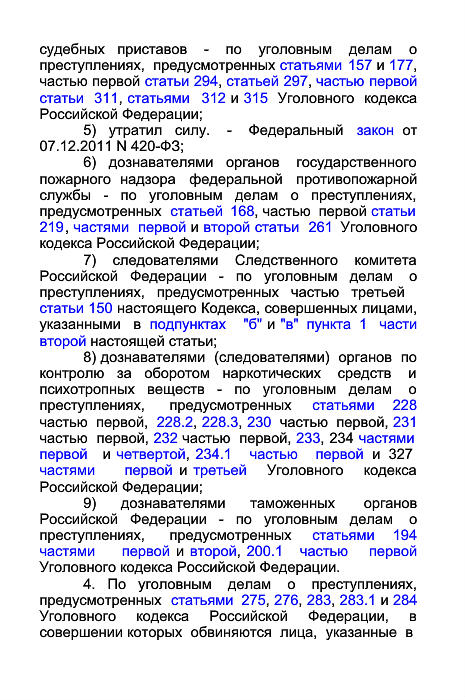 судебных приставов - по уголовным делам о
преступлениях, предусмотренных статьями 157 и 177,
частью первой статьи 294, статьей 297, частью первой
статьи 311, статьями 312 и 315 Уголовного кодекса
Российской Федерации;
5) утратил силу. - Федеральный закон от
07.12.2011 N 420-ФЗ;
6) дознавателями органов государственного
пожарного надзора федеральной противопожарной
службы - по уголовным делам о преступлениях,
предусмотренных статьей 168, частью первой статьи
219, частями первой и второй статьи 261 Уголовного
кодекса Российской Федерации;
7) следователями Следственного комитета
Российской Федерации - по уголовным делам о
преступлениях, предусмотренных частью третьей
статьи 150 настоящего Кодекса, совершенных лицами,
указанными в подпунктах "б" и "в" пункта 1 части
второй настоящей статьи;
8) дознавателями (следователями) органов по
контролю за оборотом наркотических средств и
психотропных веществ - по уголовным делам о
преступлениях, предусмотренных статьями 228
частью первой, 228.2, 228.3, 230 частью первой, 231
частью первой, 232 частью первой, 233, 234 частями
первой и четвертой, 234.1 частью первой и 327
частями первой и третьей Уголовного кодекса
Российской Федерации;
9) дознавателями таможенных органов
Российской Федерации - по уголовным делам о
преступлениях, предусмотренных статьями 194
частями первой и второй, 200.1 частью первой
Уголовного кодекса Российской Федерации.
4. По уголовным делам о преступлениях,
предусмотренных статьями 275, 276, 283, 283.1 и 284
Уголовного кодекса Российской Федерации, в
совершении которых обвиняются лица, указанные в